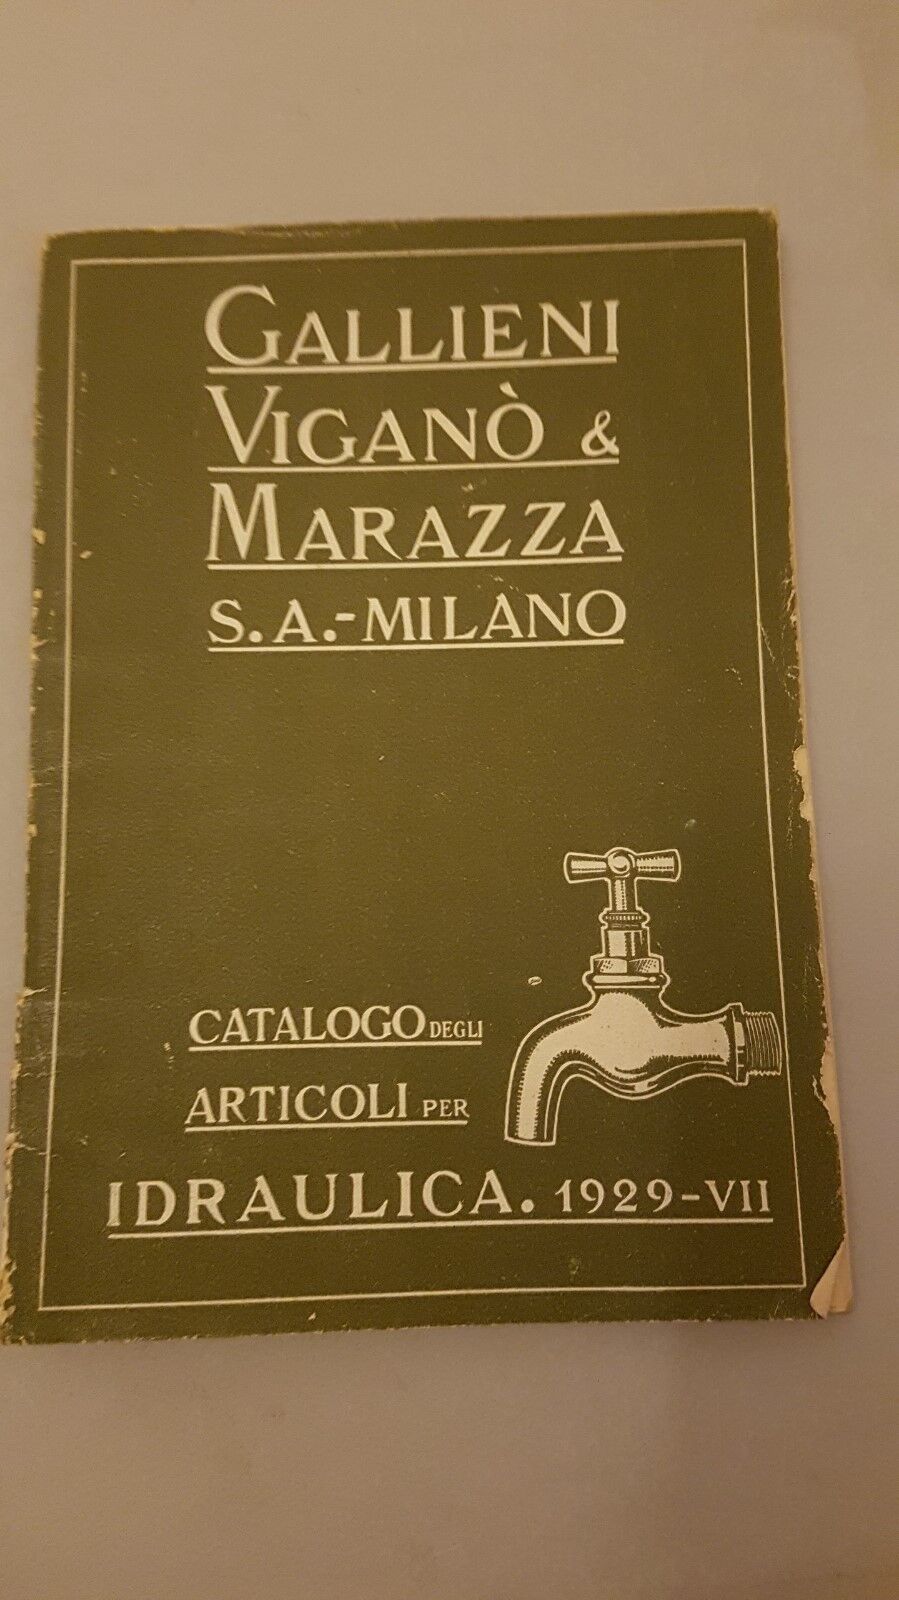 GALLIENI
VIGANÒ &
MARAZZA
S.A.-MILANO
CATALOGO DEGLI
ARTICOLI PER
IDRAULICA. 1929-VII